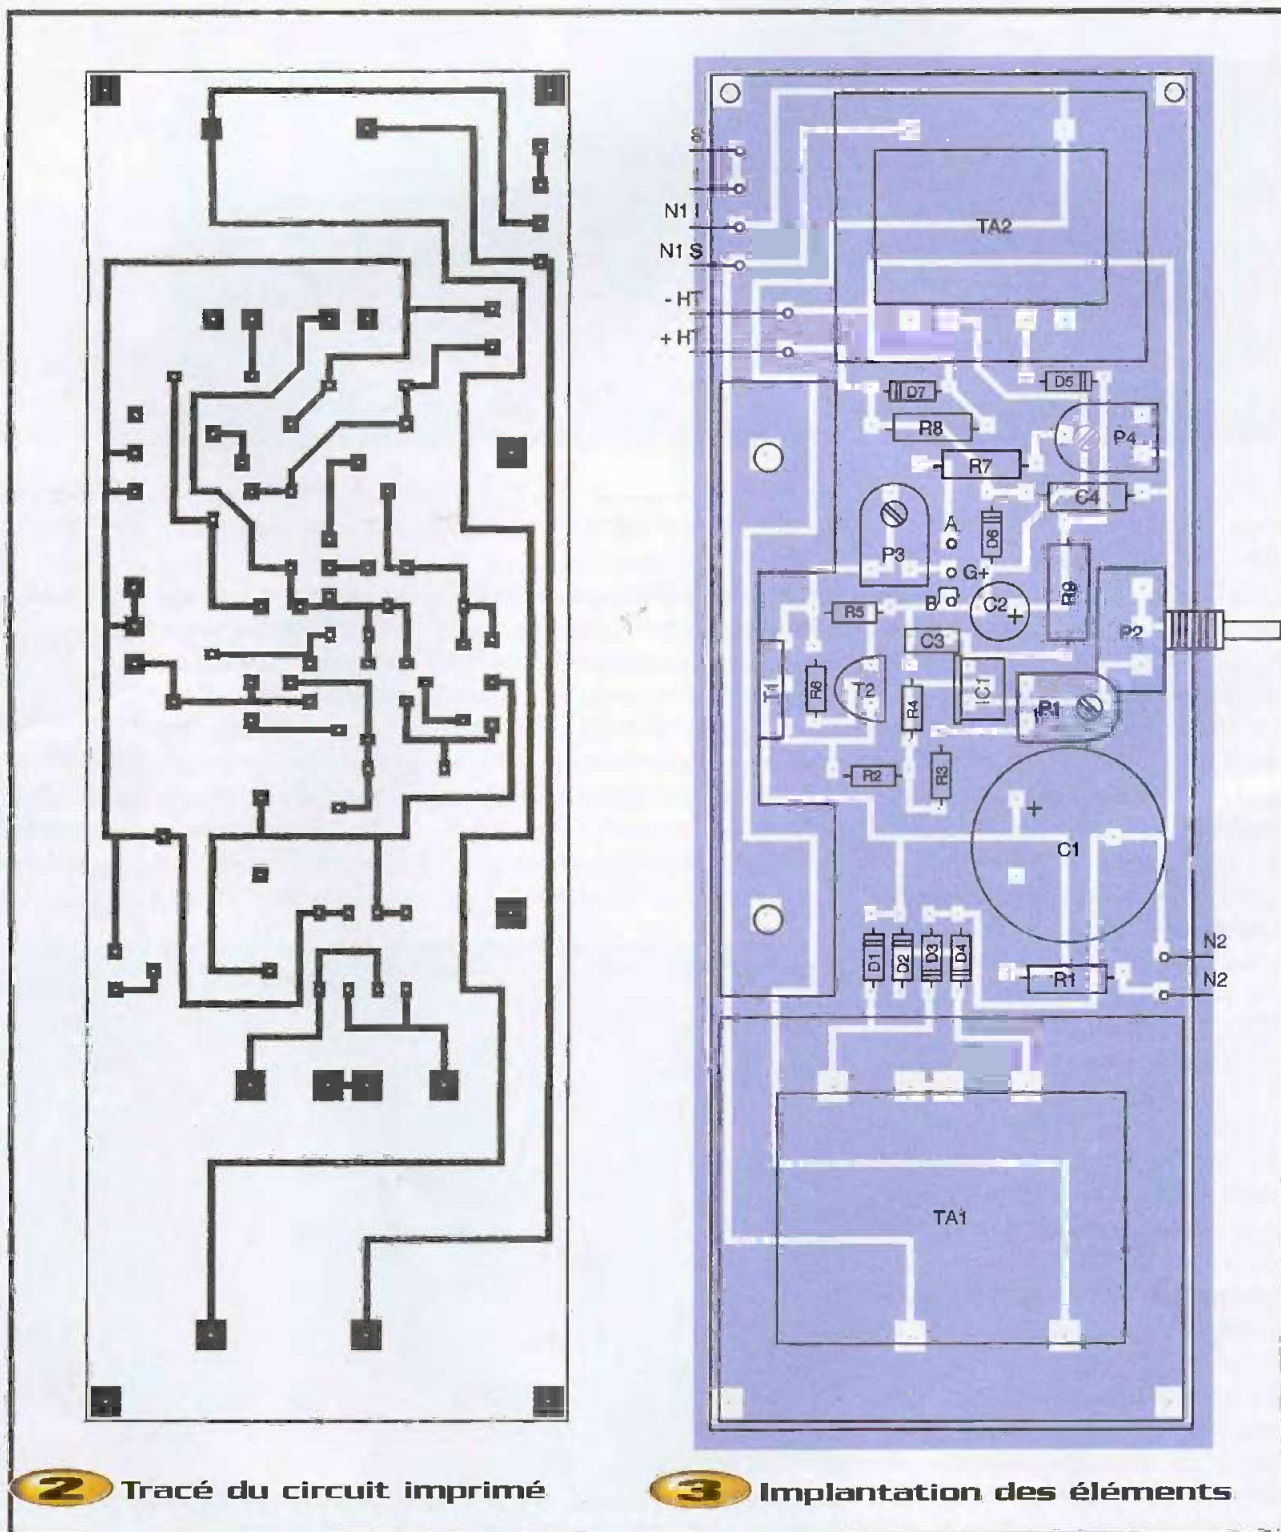 S
I
N1 I
N1 S
- HT
+ HT
TA2
D7
D5
R8
P4
R7
C4
A
D6
P3
G+
R9
B
C2
+
P2
R5
C3
T1
R6
T2
R4
IC1
P1
R2
R3
+
C1
D1
D2
D3
D4
N2
R1
N2
TA1
2 Tracé du circuit imprimé
3 Implantation des éléments